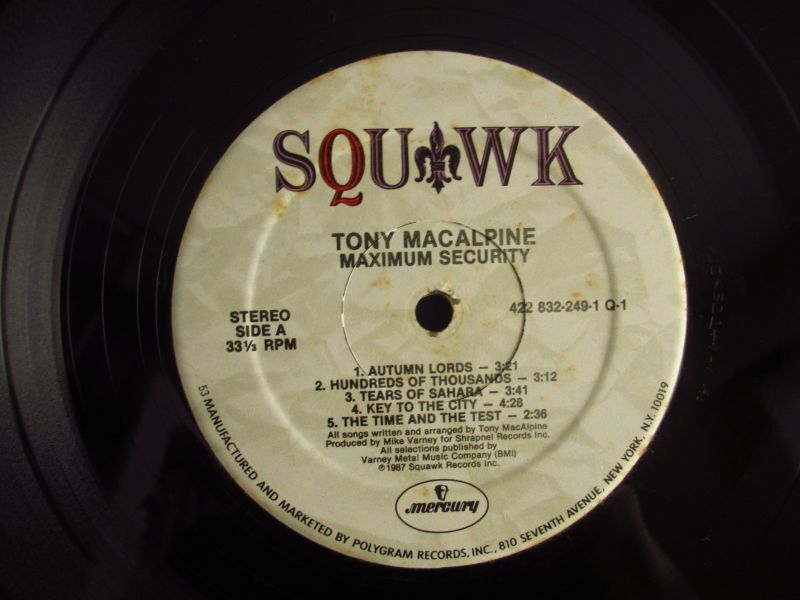 SQU WK
TONY MACALPINE
MAXIMUM SECURITY
STEREO
SIDE A
33⅓ RPM
422 832-249-1 Q-1
1. AUTUMN LORDS — 3:21
2. HUNDREDS OF THOUSANDS — 3:12
3. TEARS OF SAHARA — 3:41
4. KEY TO THE CITY — 4:28
5. THE TIME AND THE TEST — 2:36
All songs written and arranged by Tony MacAlpine
Produced by Mike Varney for Shrapnel Records Inc.
All selections published by
Varney Metal Music Company (BMI)
℗1987 Squawk Records Inc.
mercury
53 MANUFACTURED AND MARKETED BY POLYGRAM RECORDS, INC., 810 SEVENTH AVENUE, NEW YORK, N.Y. 10019